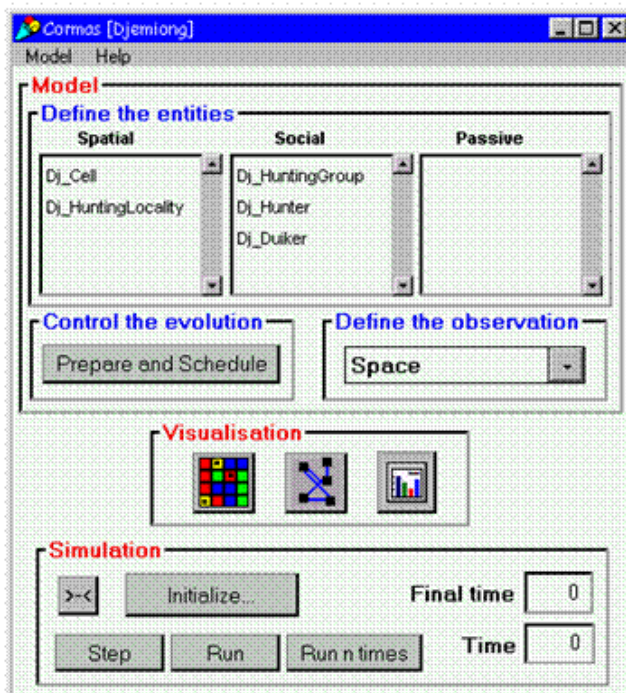 Cormas [Djemiong]
Model Help
Model
Define the entities
Spatial Social Passive
Dj_Cell Dj_HuntingGroup
Dj_HuntingLocality Dj_Hunter
Dj_Duiker
Control the evolution Define the observation
Prepare and Schedule Space
Visualisation
Simulation
>-< Initialize... Final time 0
Step Run Run n times Time 0